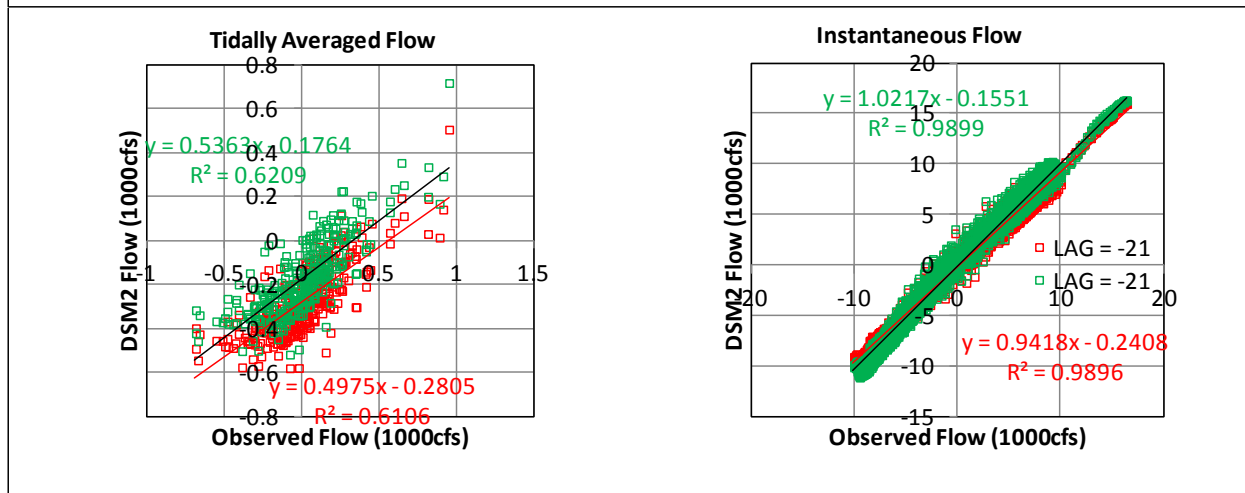 Tidally Averaged Flow
0.8
0.6
0.4
0.2
0
-0.2
-0.4
-0.6
-0.8
-1
-0.5
0
0.5
1
1.5
y = 0.5363x - 0.1764
R² = 0.6209
y = 0.4975x - 0.2805
R² = 0.6106
DSM2 Flow (1000cfs)
Observed Flow (1000cfs)
Instantaneous Flow
20
15
10
5
0
-5
-10
-15
-20
-10
0
10
20
y = 1.0217x - 0.1551
R² = 0.9899
LAG = -21
LAG = -21
y = 0.9418x - 0.2408
R² = 0.9896
DSM2 Flow (1000cfs)
Observed Flow (1000cfs)